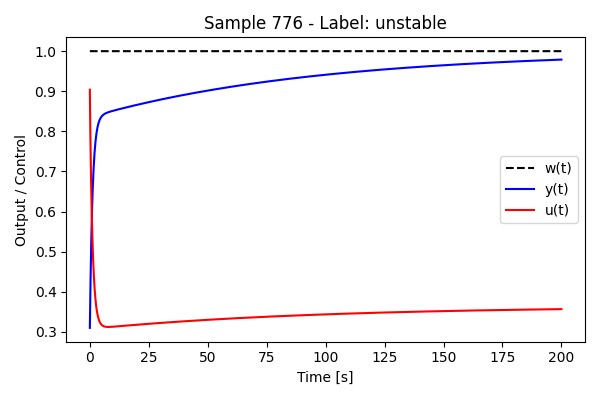 Sample 776 - Label: unstable
Output / Control
1.0
0.9
0.8
0.7
0.6
0.5
0.4
0.3
w(t)
y(t)
u(t)
0 25 50 75 100 125 150 175 200
Time [s]